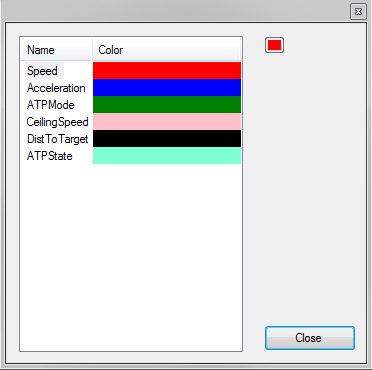 Name Color
Speed
Acceleration
ATPMode
CeilingSpeed
DistToTarget
ATPState
Close